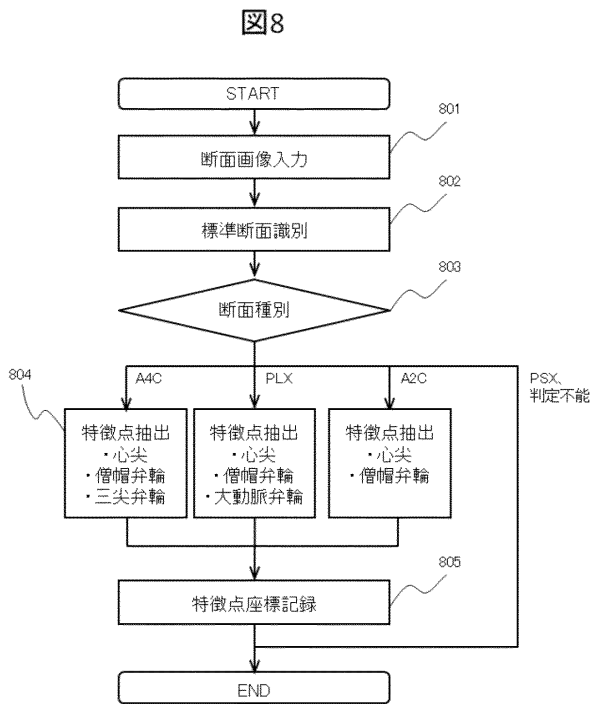 図8
START
801
断面画像入力
802
標準断面識別
803
断面種別
804
A4C
PLX
A2C
PSX、
判定不能
特徴点抽出
・心尖
・僧帽弁輪
・三尖弁輪
特徴点抽出
・心尖
・僧帽弁輪
・大動脈弁輪
特徴点抽出
・心尖
・僧帽弁輪
805
特徴点座標記録
END